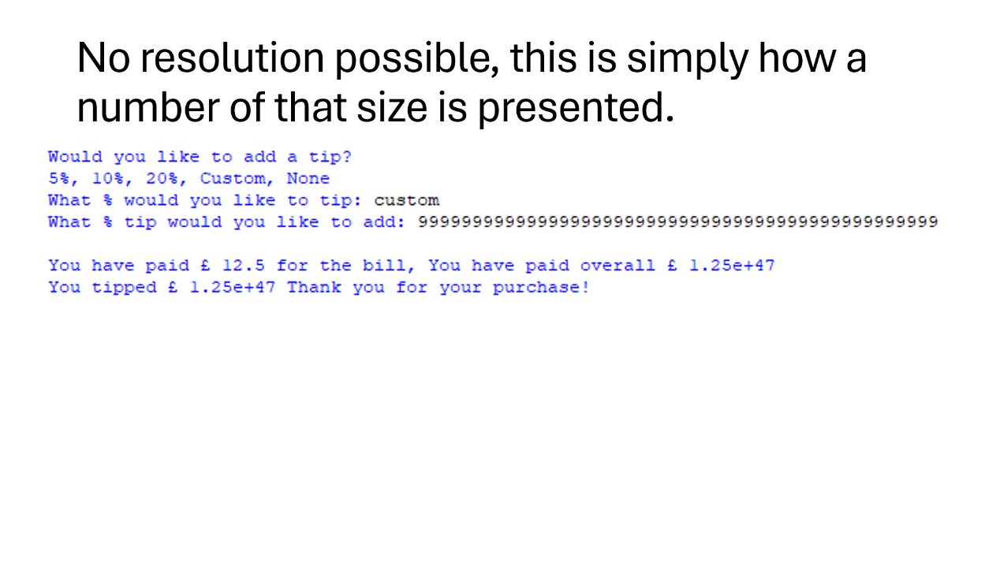 No resolution possible, this is simply how a
number of that size is presented.
Would you like to add a tip?
5%, 10%, 20%, Custom, None
What % would you like to tip: custom
What % tip would you like to add: 999999999999999999999999999999999999999999999999
You have paid £ 12.5 for the bill, You have paid overall £ 1.25e+47
You tipped £ 1.25e+47 Thank you for your purchase!